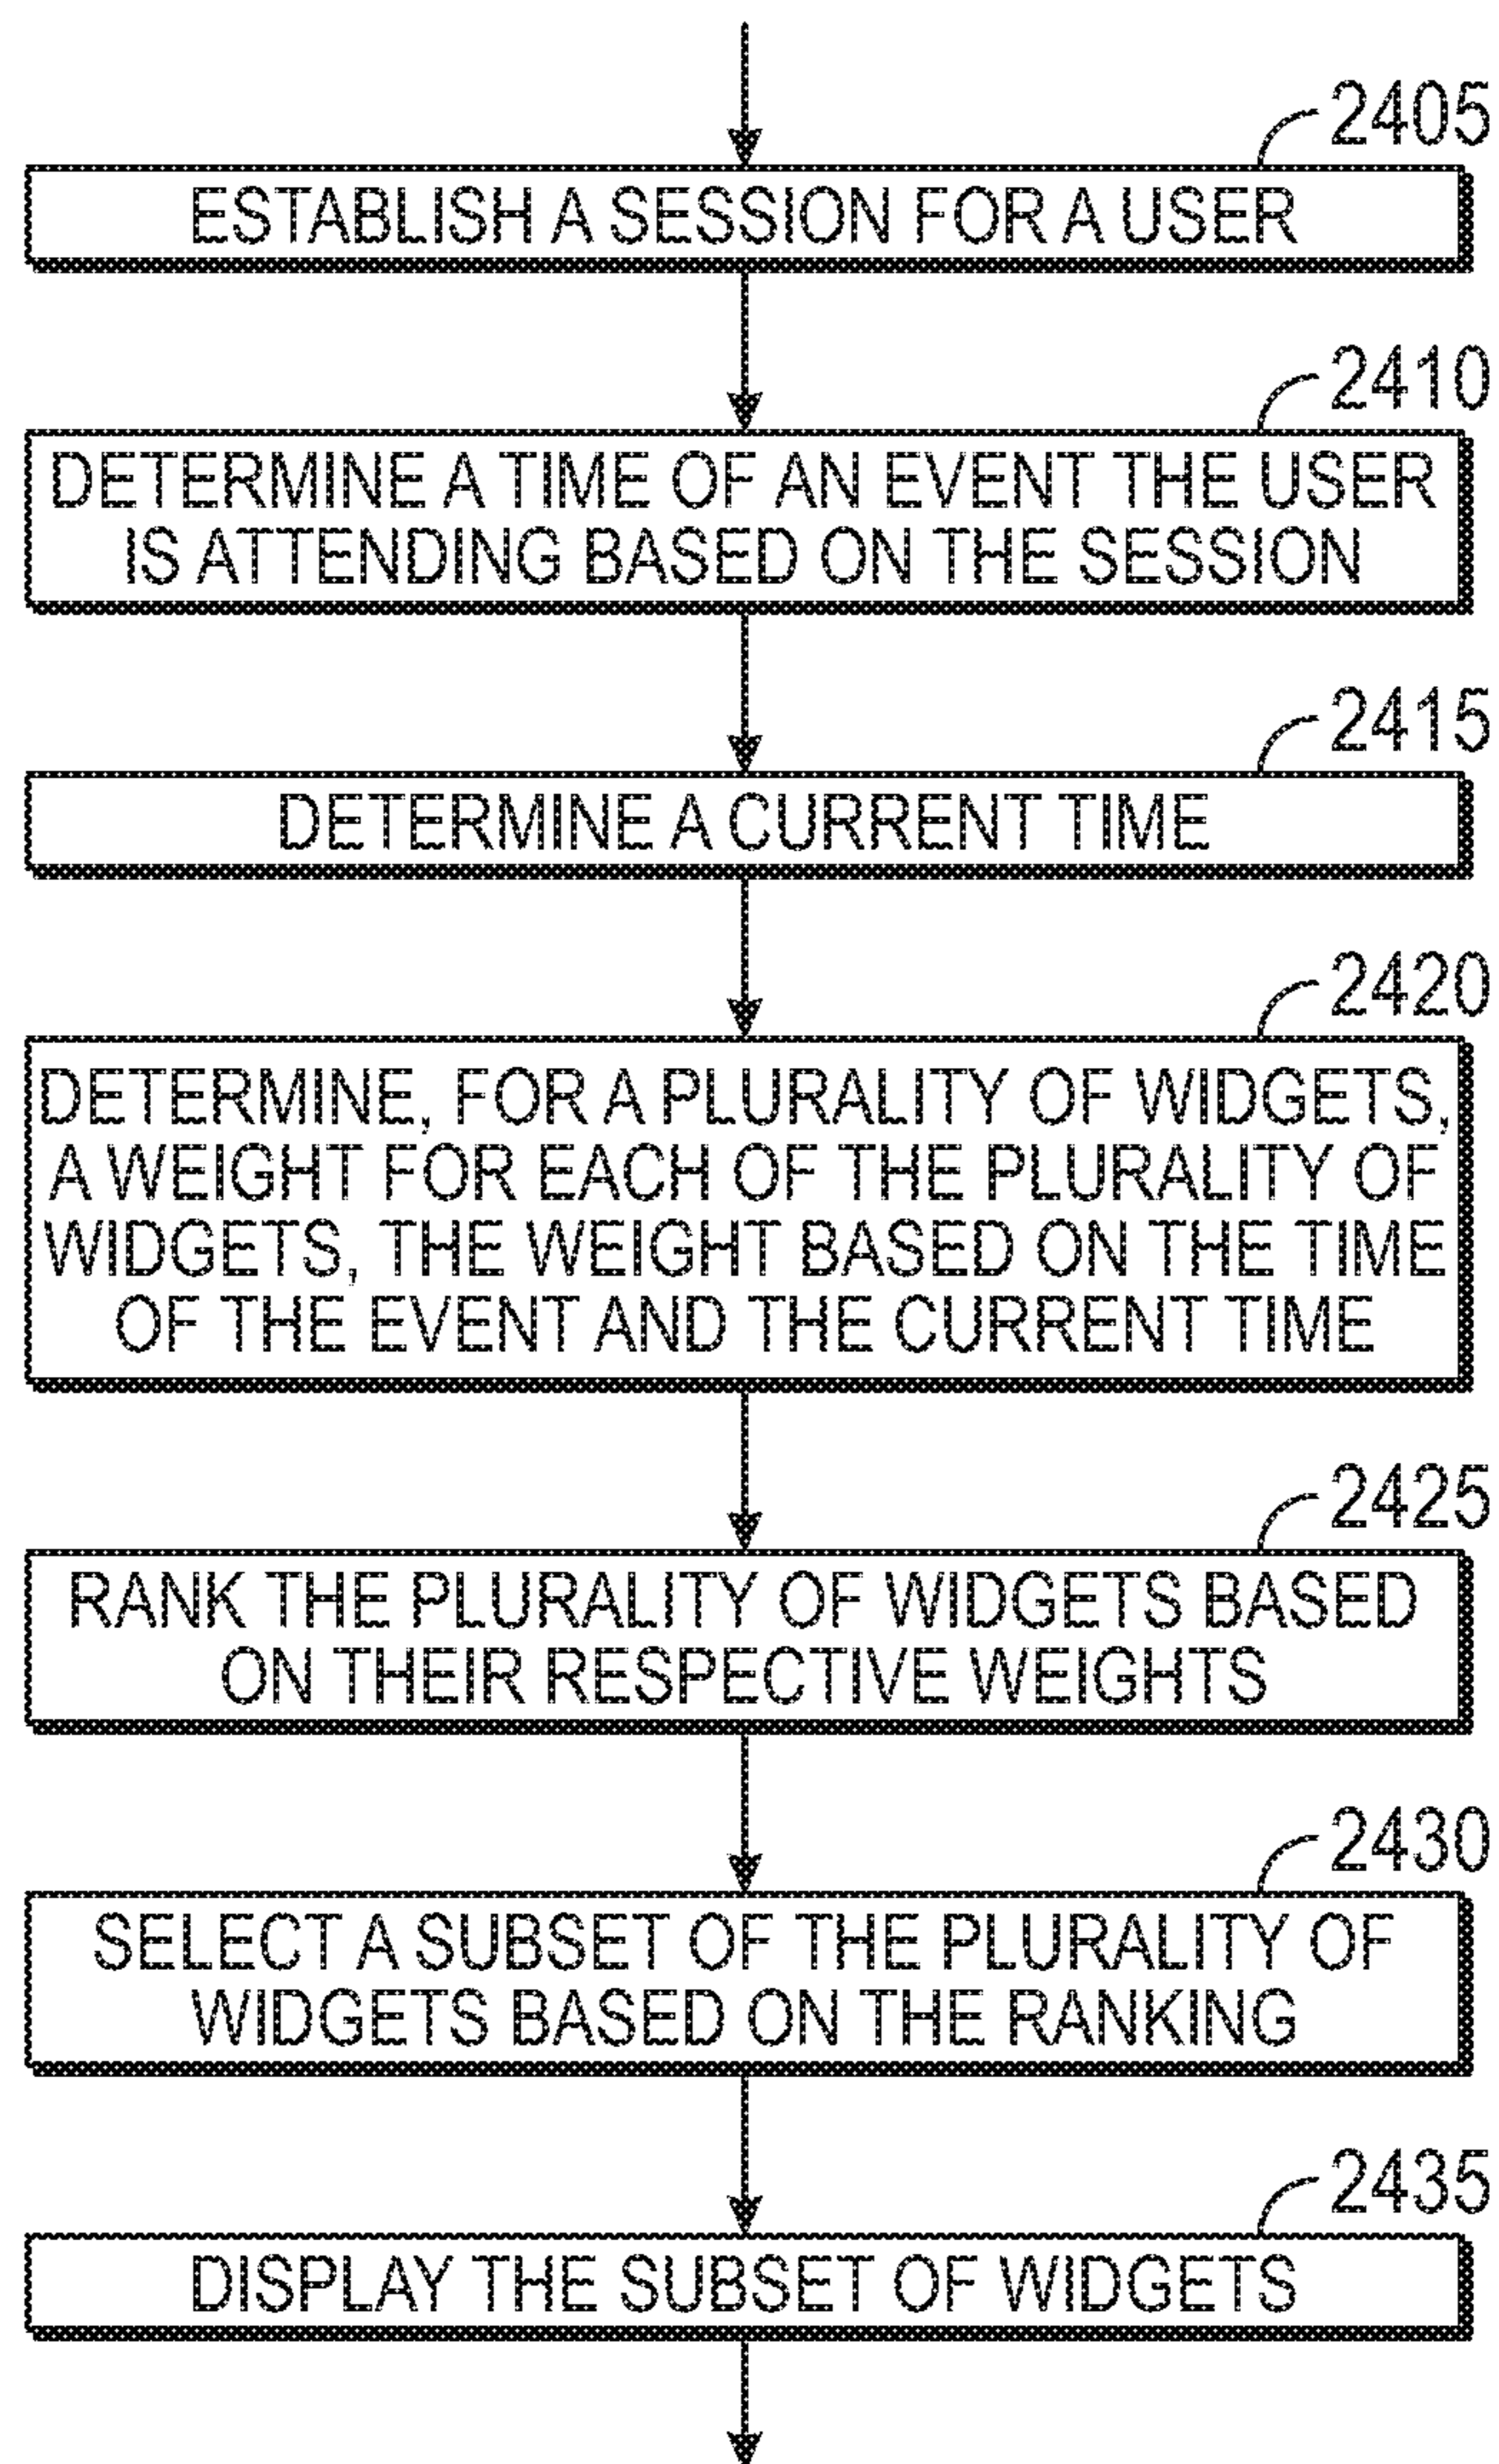 2405
ESTABLISH A SESSION FOR A USER
2410
DETERMINE A TIME OF AN EVENT THE USER
IS ATTENDING BASED ON THE SESSION
2415
DETERMINE A CURRENT TIME
2420
DETERMINE, FOR A PLURALITY OF WIDGETS,
A WEIGHT FOR EACH OF THE PLURALITY OF
WIDGETS, THE WEIGHT BASED ON THE TIME
OF THE EVENT AND THE CURRENT TIME
2425
RANK THE PLURALITY OF WIDGETS BASED
ON THEIR RESPECTIVE WEIGHTS
2430
SELECT A SUBSET OF THE PLURALITY OF
WIDGETS BASED ON THE RANKING
2435
DISPLAY THE SUBSET OF WIDGETS